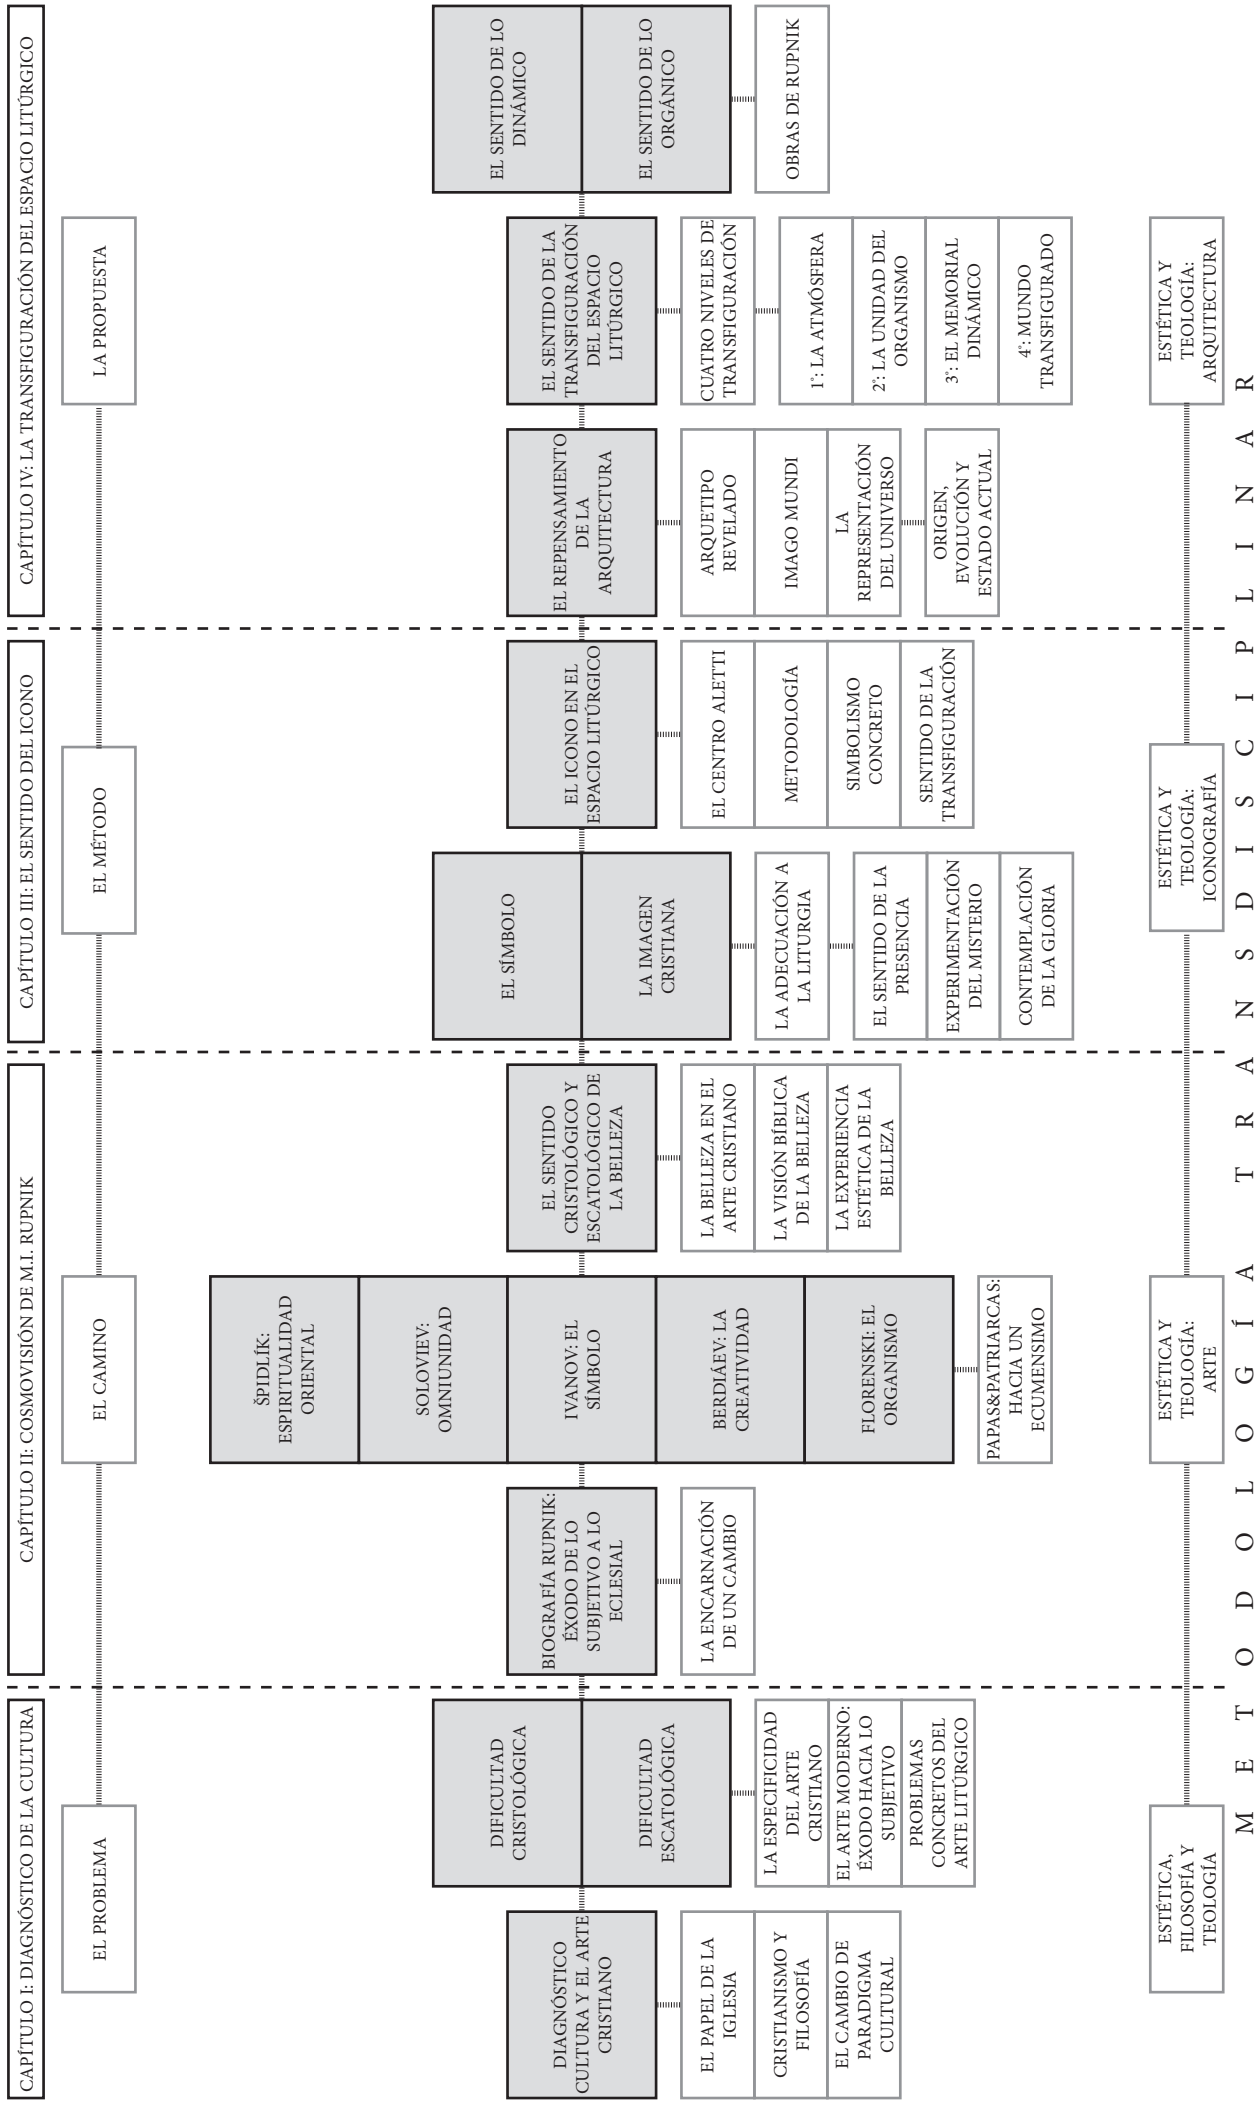 CAPÍTULO I: DIAGNÓSTICO DE LA CULTURA
CAPÍTULO II: COSMOVISIÓN DE M.I. RUPNIK
CAPÍTULO III: EL SENTIDO DEL ICONO
CAPÍTULO IV: LA TRANSFIGURACIÓN DEL ESPACIO LITÚRGICO
EL PROBLEMA
EL CAMINO
EL MÉTODO
LA PROPUESTA
DIAGNÓSTICO
CULTURA Y EL ARTE
CRISTIANO
EL PAPEL DE LA
IGLESIA
CRISTIANISMO Y
FILOSOFÍA
EL CAMBIO DE
PARADIGMA
CULTURAL
DIFICULTAD
CRISTOLÓGICA
DIFICULTAD
ESCATOLÓGICA
LA ESPECIFICIDAD
DEL ARTE
CRISTIANO
EL ARTE MODERNO:
ÉXODO HACIA LO
SUBJETIVO
PROBLEMAS
CONCRETOS DEL
ARTE LITÚRGICO
BIOGRAFÍA RUPNIK:
ÉXODO DE LO
SUBJETIVO A LO
ECLESIAL
LA ENCARNACIÓN
DE UN CAMBIO
ŠPIDLÍK:
ESPIRITUALIDAD
ORIENTAL
SOLOVIEV:
OMNIUNIDAD
IVANOV: EL
SÍMBOLO
BERDIÁEV: LA
CREATIVIDAD
FLORENSKI: EL
ORGANISMO
PAPAS&PATRIARCAS:
HACIA UN
ECUMENSIMO
EL SENTIDO
CRISTOLÓGICO Y
ESCATOLÓGICO DE
LA BELLEZA
LA BELLEZA EN EL
ARTE CRISTIANO
LA VISIÓN BÍBLICA
DE LA BELLEZA
LA EXPERIENCIA
ESTÉTICA DE LA
BELLEZA
EL SÍMBOLO
LA IMAGEN
CRISTIANA
LA ADECUACIÓN A
LA LITURGIA
EL SENTIDO DE LA
PRESENCIA
EXPERIMENTACIÓN
DEL MISTERIO
CONTEMPLACIÓN
DE LA GLORIA
EL ICONO EN EL
ESPACIO LITÚRGICO
EL CENTRO ALETTI
METODOLOGÍA
SIMBOLISMO
CONCRETO
SENTIDO DE LA
TRANSFIGURACIÓN
EL REPENSAMIENTO
DE LA
ARQUITECTURA
ARQUETIPO
REVELADO
IMAGO MUNDI
LA
REPRESENTACIÓN
DEL UNIVERSO
ORIGEN,
EVOLUCIÓN Y
ESTADO ACTUAL
EL SENTIDO DE LA
TRANSFIGURACIÓN
DEL ESPACIO
LITÚRGICO
CUATRO NIVELES DE
TRANSFIGURACIÓN
1º: LA ATMÓSFERA
2º: LA UNIDAD DEL
ORGANISMO
3º: EL MEMORIAL
DINÁMICO
4º: MUNDO
TRANSFIGURADO
EL SENTIDO DE LO
DINÁMICO
EL SENTIDO DE LO
ORGÁNICO
OBRAS DE RUPNIK
ESTÉTICA,
FILOSOFÍA Y
TEOLOGÍA
ESTÉTICA Y
TEOLOGÍA:
ARTE
ESTÉTICA Y
TEOLOGÍA:
ICONOGRAFÍA
ESTÉTICA Y
TEOLOGÍA:
ARQUITECTURA
METODOLOGÍA TRANSDISCIPLINAR